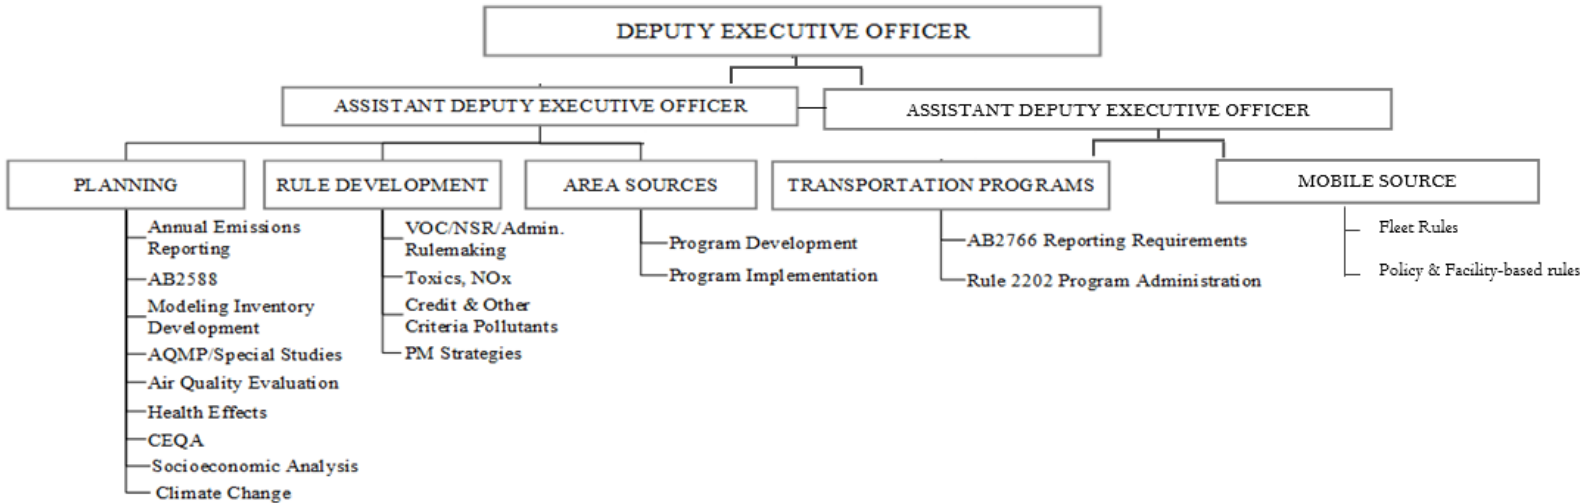 DEPUTY EXECUTIVE OFFICER
ASSISTANT DEPUTY EXECUTIVE OFFICER
ASSISTANT DEPUTY EXECUTIVE OFFICER
PLANNING
Annual Emissions
Reporting
AB2588
Modeling Inventory
Development
AQMP/Special Studies
Air Quality Evaluation
Health Effects
CEQA
Socioeconomic Analysis
Climate Change
RULE DEVELOPMENT
VOC/NSR/Admin.
Rulemaking
Toxics, NOx
Credit & Other
Criteria Pollutants
PM Strategies
AREA SOURCES
Program Development
Program Implementation
TRANSPORTATION PROGRAMS
AB2766 Reporting Requirements
Rule 2202 Program Administration
MOBILE SOURCE
Fleet Rules
Policy & Facility-based rules